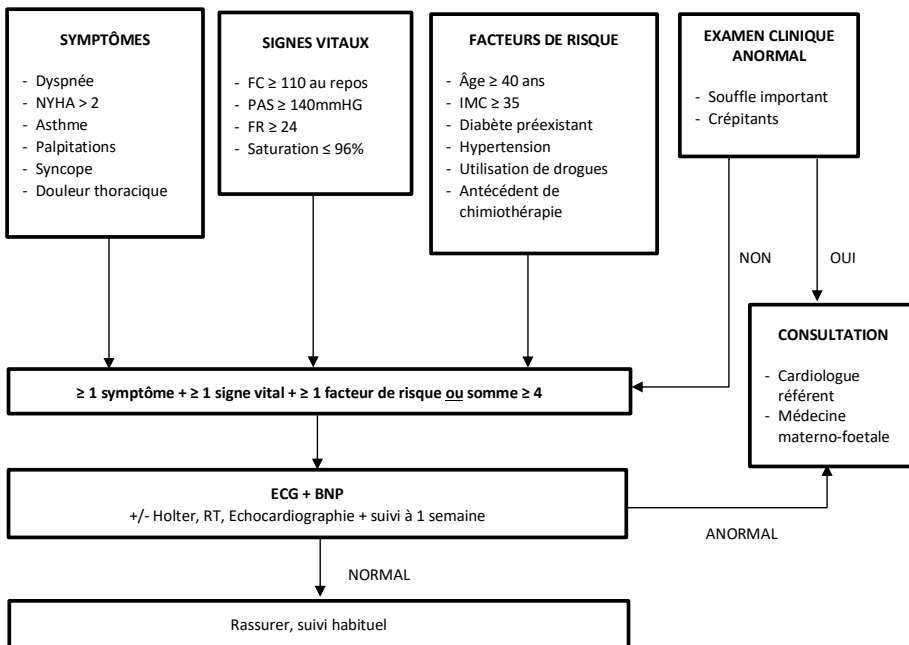 SYMPTÔMES
- Dyspnée
- NYHA > 2
- Asthme
- Palpitations
- Syncope
- Douleur thoracique
SIGNES VITAUX
- FC ≥ 110 au repos
- PAS ≥ 140mmHG
- FR ≥ 24
- Saturation ≤ 96%
FACTEURS DE RISQUE
- Âge ≥ 40 ans
- IMC ≥ 35
- Diabète préexistant
- Hypertension
- Utilisation de drogues
- Antécédent de
chimiothérapie
EXAMEN CLINIQUE
ANORMAL
- Souffle important
- Crépitants
NON
OUI
CONSULTATION
- Cardiologue
référent
- Médecine
materno-foetale
≥ 1 symptôme + ≥ 1 signe vital + ≥ 1 facteur de risque ou somme ≥ 4
ECG + BNP
+/- Holter, RT, Echocardiographie + suivi à 1 semaine
ANORMAL
NORMAL
Rassurer, suivi habituel